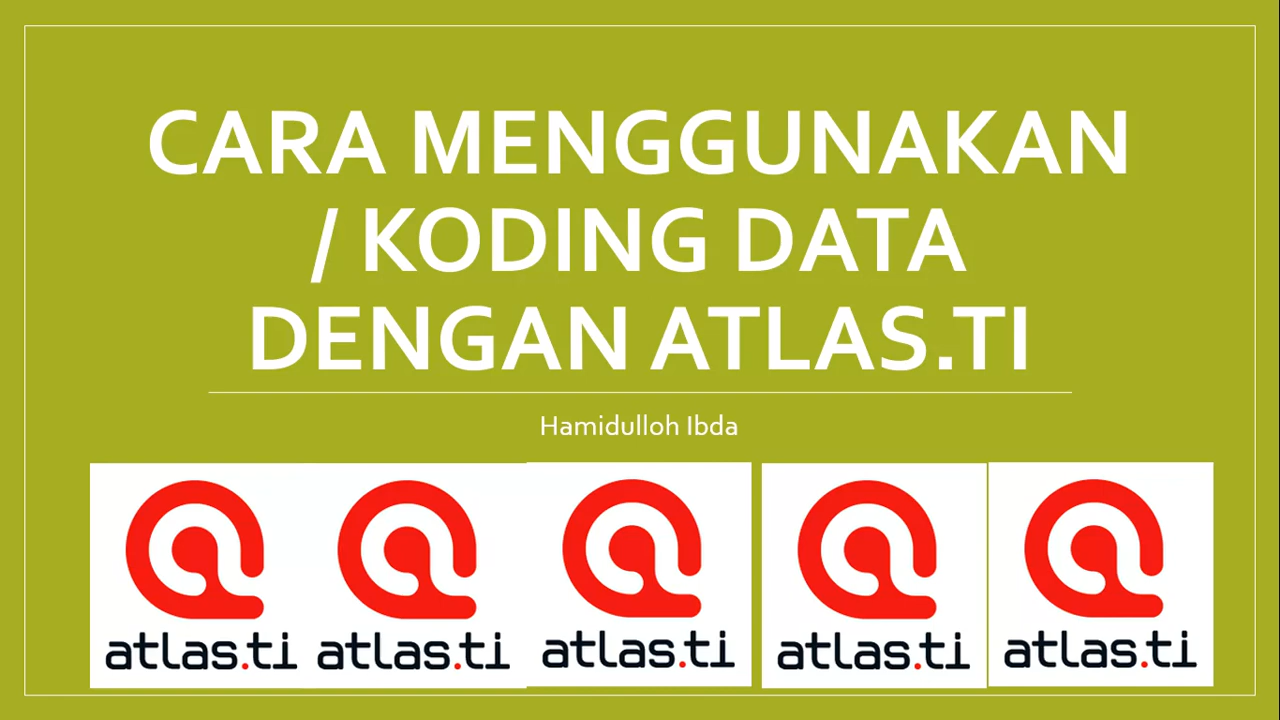 CARA MENGGUNAKAN
/ KODING DATA
DENGAN ATLAS.TI
Hamidulloh Ibda
atlas.ti atlas.ti atlas.ti atlas.ti atlas.ti